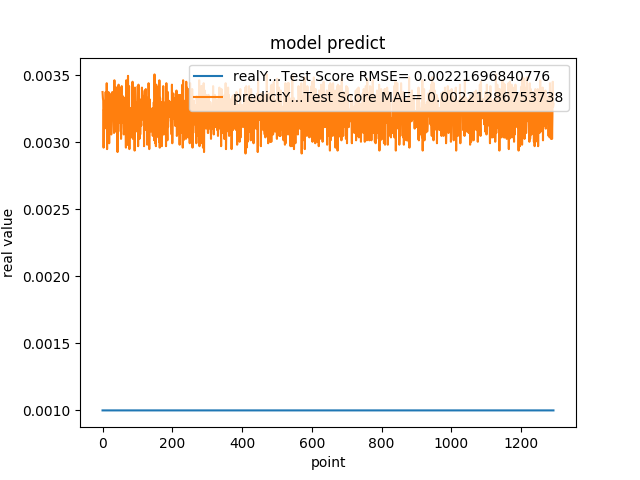 model predict
realY...Test Score RMSE= 0.00221696840776
predictY...Test Score MAE= 0.00221286753738
0.0035
0.0030
0.0025
0.0020
0.0015
0.0010
real value
0 200 400 600 800 1000 1200
point